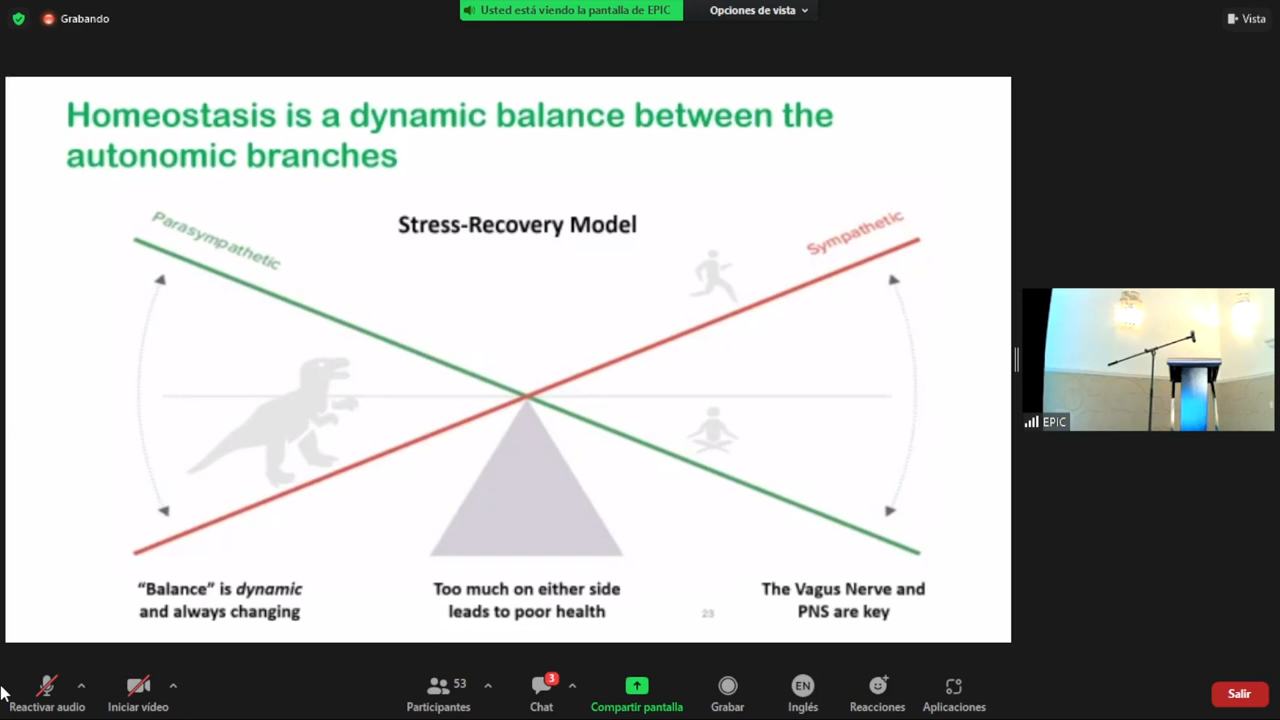 Grabando
Usted está viendo la pantalla de EPIC
Opciones de vista
Vista
Homeostasis is a dynamic balance between the
autonomic branches
Parasympathetic
Stress-Recovery Model
Sympathetic
“Balance” is dynamic
and always changing
Too much on either side
leads to poor health
23
The Vagus Nerve and
PNS are key
EPIC
Reactivar audio
Iniciar vídeo
53
Participantes
3
Chat
Compartir pantalla
Grabar
EN
Inglés
Reacciones
Aplicaciones
Salir